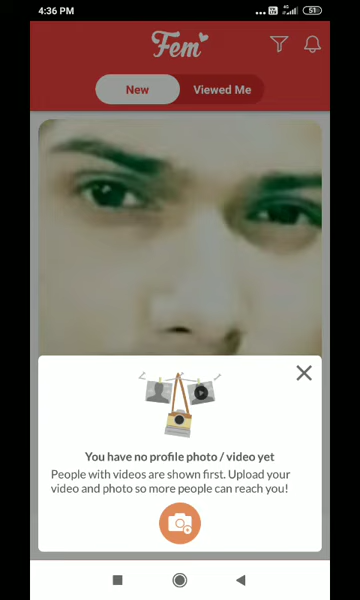 4:36 PM
4G
51
Fem
New
Viewed Me
You have no profile photo / video yet
People with videos are shown first. Upload your
video and photo so more people can reach you!